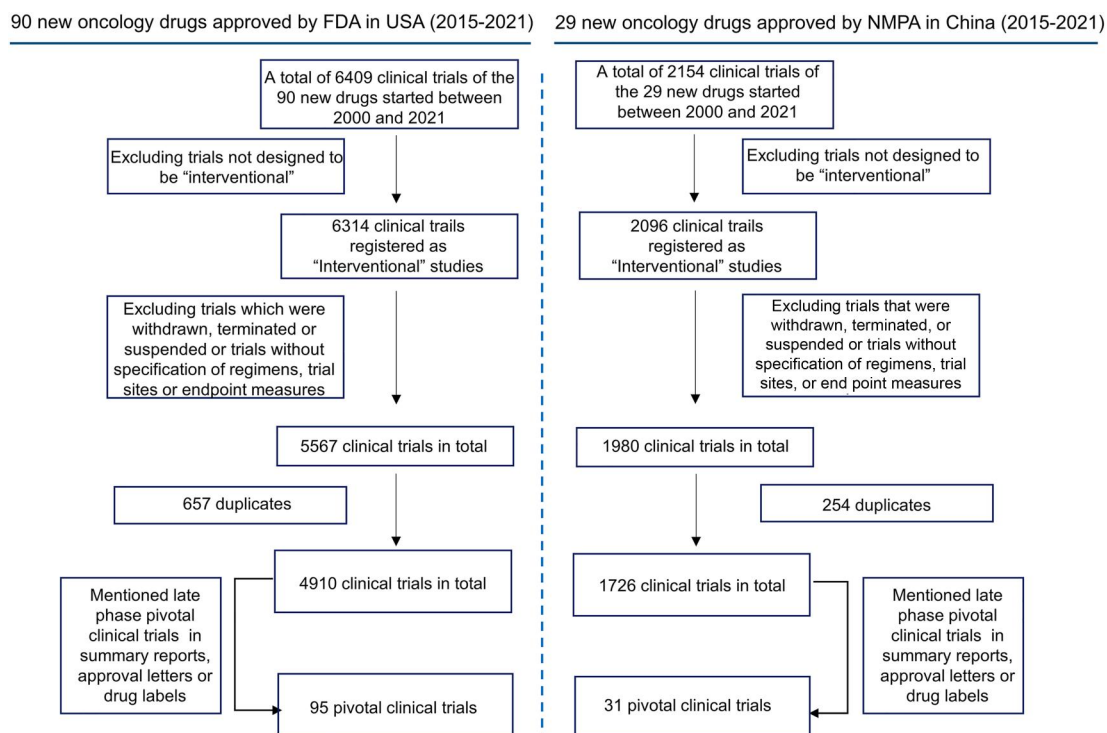 90 new oncology drugs approved by FDA in USA (2015-2021)
A total of 6409 clinical trials of the
90 new drugs started between
2000 and 2021
Excluding trials not designed to
be “interventional”
6314 clinical trails
registered as
“Interventional” studies
Excluding trials which were
withdrawn, terminated or
suspended or trials without
specification of regimens, trial
sites or endpoint measures
5567 clinical trials in total
657 duplicates
4910 clinical trials in total
Mentioned late
phase pivotal
clinical trials in
summary reports,
approval letters or
drug labels
95 pivotal clinical trials
29 new oncology drugs approved by NMPA in China (2015-2021)
A total of 2154 clinical trials of
the 29 new drugs started
between 2000 and 2021
Excluding trials not designed to
be “interventional”
2096 clinical trails
registered as
“Interventional” studies
Excluding trials that were
withdrawn, terminated, or
suspended or trials without
specification of regimens, trial
sites, or end point measures
1980 clinical trials in total
254 duplicates
1726 clinical trials in total
Mentioned late
phase pivotal
clinical trials in
summary reports,
approval letters or
drug labels
31 pivotal clinical trials